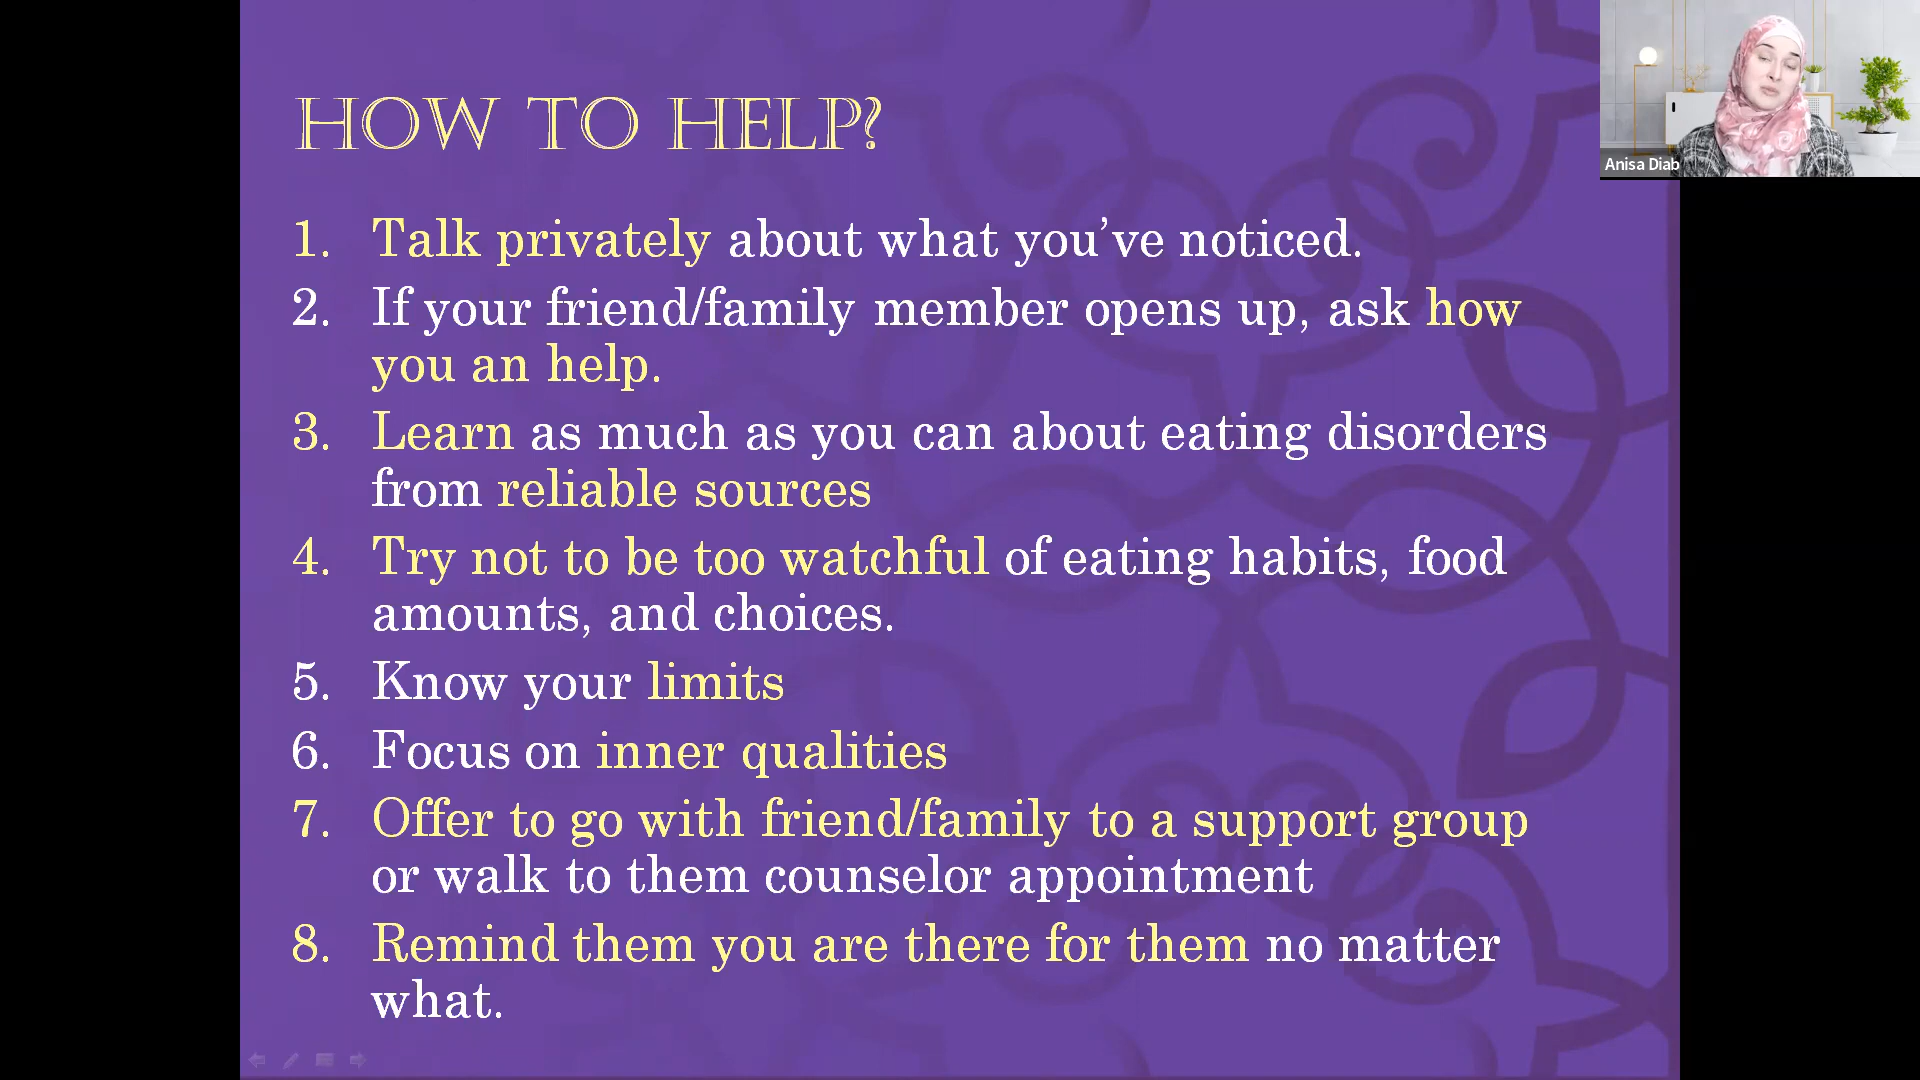 HOW TO HELP?
1. Talk privately about what you’ve noticed.
2. If your friend/family member opens up, ask how
you an help.
3. Learn as much as you can about eating disorders
from reliable sources
4. Try not to be too watchful of eating habits, food
amounts, and choices.
5. Know your limits
6. Focus on inner qualities
7. Offer to go with friend/family to a support group
or walk to them counselor appointment
8. Remind them you are there for them no matter
what.
Anisa Diab